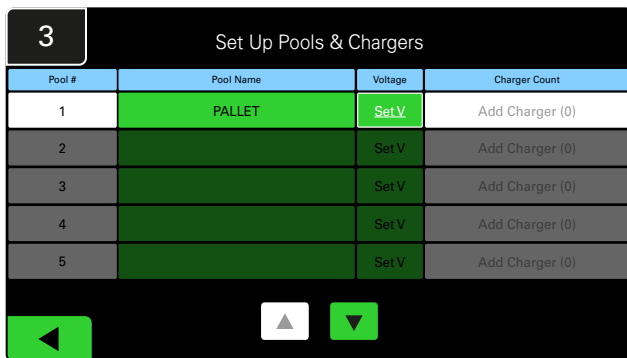 3
Set Up Pools & Chargers
Pool # Pool Name Voltage Charger Count
1 PALLET Set V Add Charger (0)
2 Set V Add Charger (0)
3 Set V Add Charger (0)
4 Set V Add Charger (0)
5 Set V Add Charger (0)